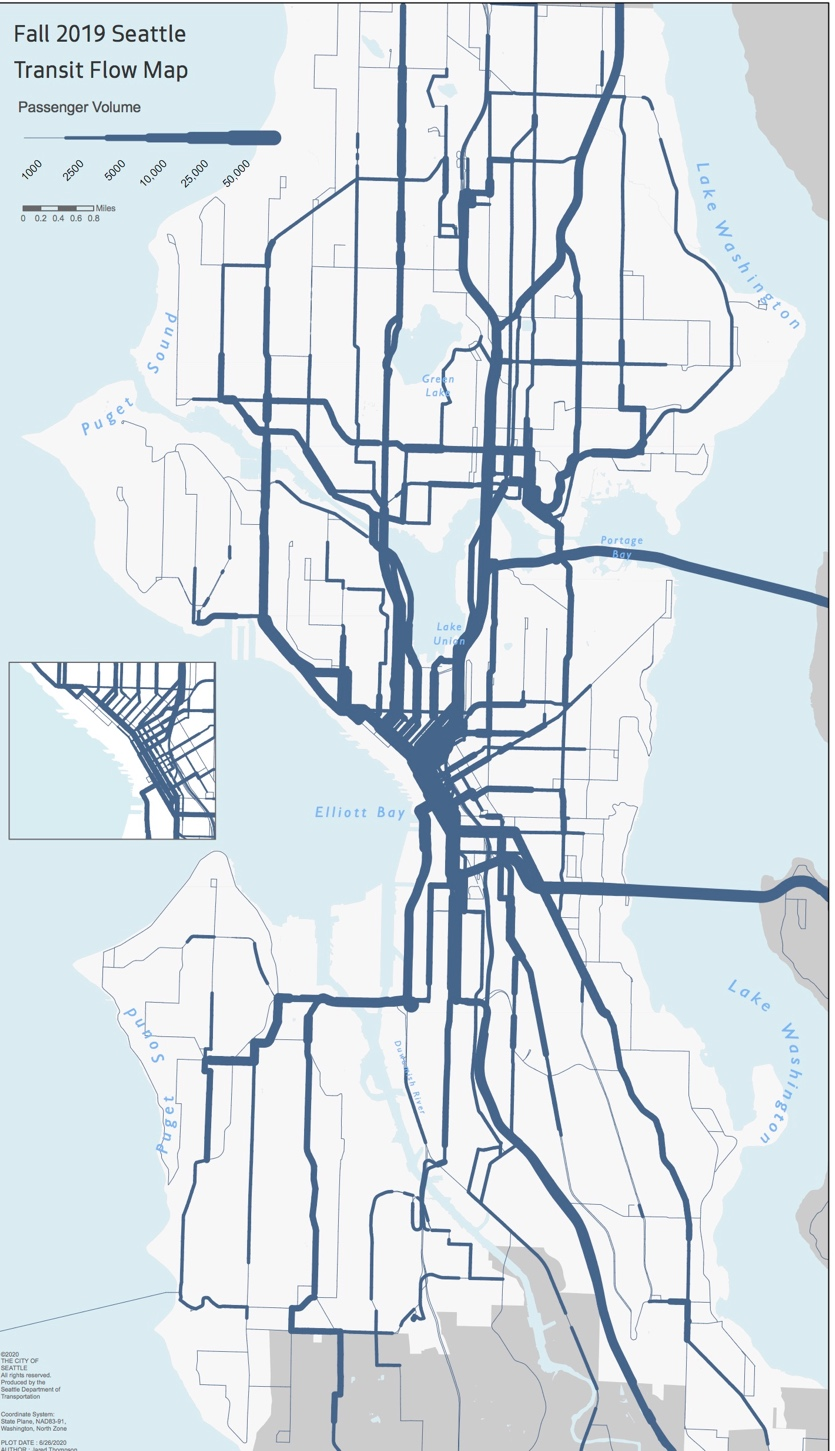 Fall 2019 Seattle
Transit Flow Map
Passenger Volume
1000 2500 5000 10,000 25,000 50,000
Miles
0 0.2 0.4 0.6 0.8
Lake Washington
Puget Sound
Green
Lake
Portage
Bay
Lake
Union
Elliott Bay
Lake Washington
Puget Sound
Duwamish River
©2020
THE CITY OF
SEATTLE
All rights reserved.
Produced by the
Seattle Department of
Transportation
Coordinate System:
State Plane, NAD83-91,
Washington, North Zone
PLOT DATE : 6/26/2020
AUTHOR : Jared Thompson